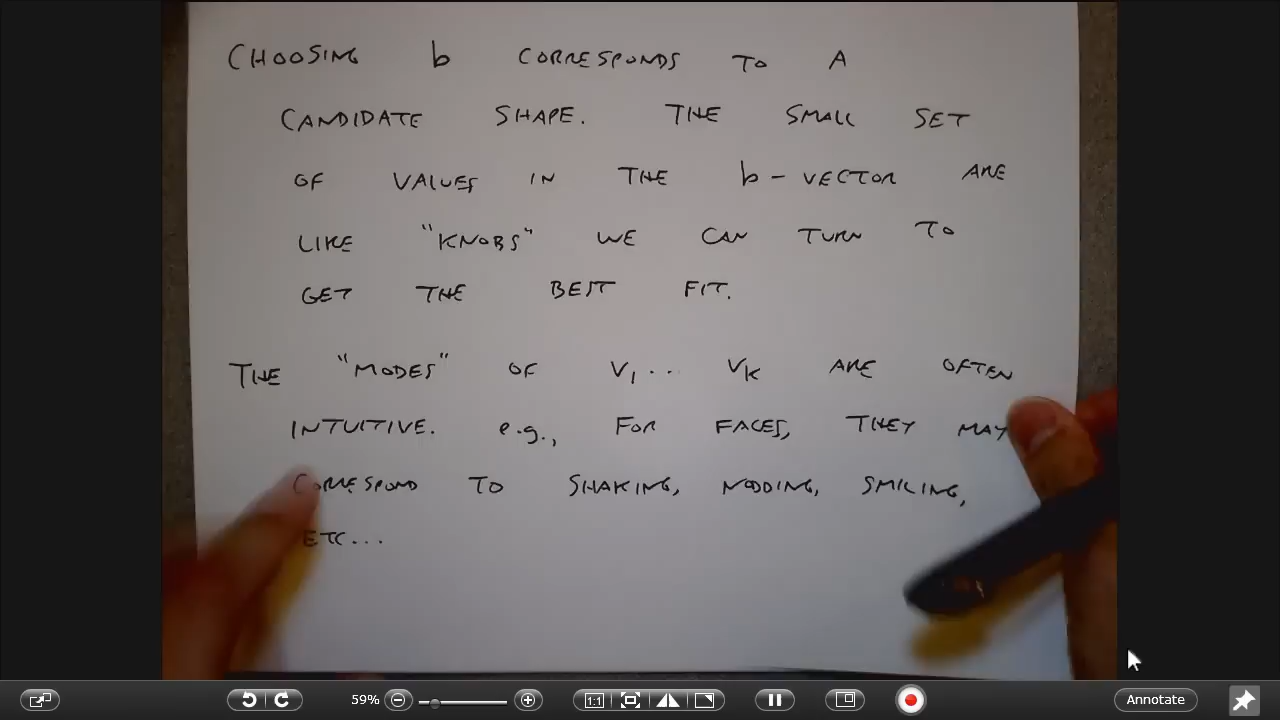 CHOOSING b CORRESPONDS TO A
CANDIDATE SHAPE. THE SMALL SET
OF VALUES IN THE b-VECTOR ARE
LIKE "KNOBS" WE CAN TURN TO
GET THE BEST FIT.
THE "MODES" OF V1... VK ARE OFTEN
INTUITIVE. e.g., FOR FACES, THEY MAY
CORRESPOND TO SHAKING, NODDING, SMILING,
ETC...
59% 1:1 Annotate